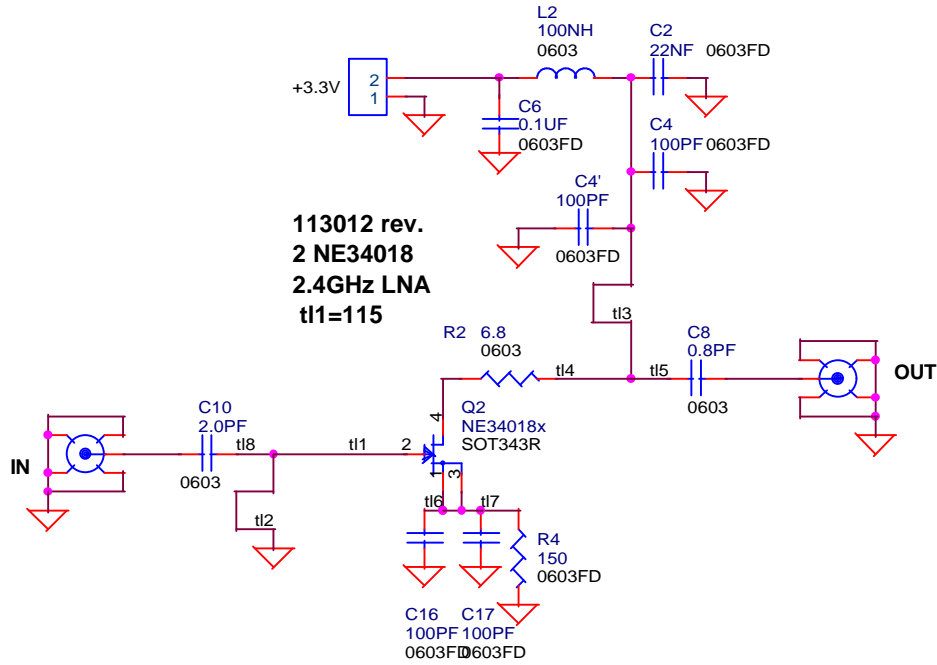 L2
100NH
0603
C2
22NF 0603FD
+3.3V
2
1
C6
0.1UF
0603FD
C4
100PF 0603FD
C4'
100PF
0603FD
113012 rev.
2 NE34018
2.4GHz LNA
tl1=115
tl3
R2 6.8
0603
tl4
tl5
C8
0.8PF
0603
OUT
4
Q2
NE34018x
SOT343R
C10
2.0PF
0603
IN
tl8
tl1
2
1
3
tl2
tl6
tl7
R4
150
0603FD
C16 C17
100PF 100PF
0603FD 0603FD